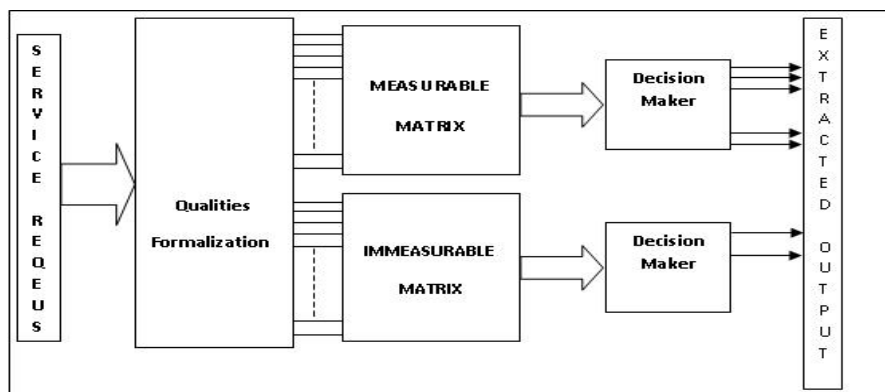 SERVICE REQEUS
Qualities
Formalization
MEASURABLE
MATRIX
IMMEASURABLE
MATRIX
Decision
Maker
Decision
Maker
EXTRACTED OUTPUT